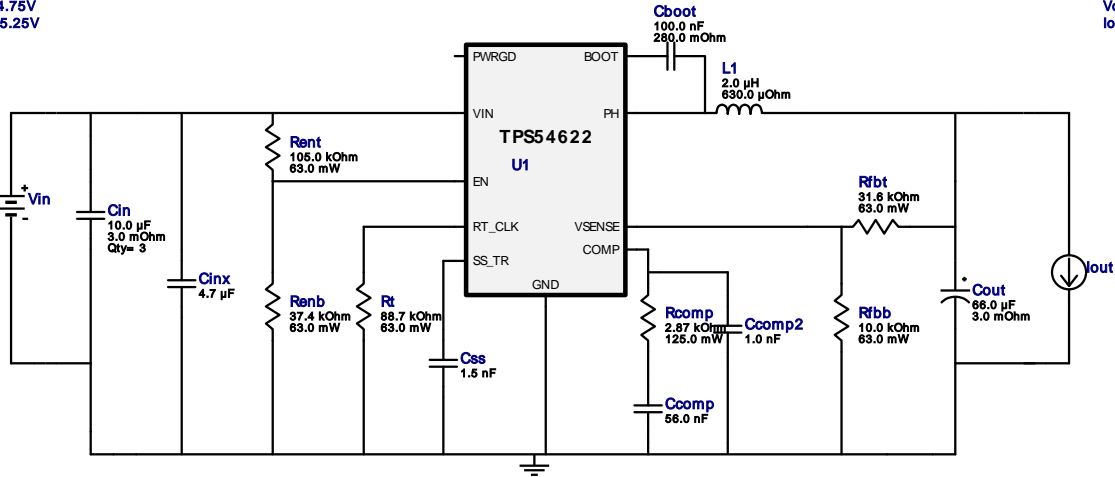 4.75V
5.25V
Cboot
100.0 nF
280.0 mOhm
PWRGD
BOOT
L1
2.0 µH
630.0 µOhm
VIN
PH
TPS54622
U1
Rent
105.0 kOhm
63.0 mW
EN
Vin
+
-
Cin
10.0 µF
3.0 mOhm
Qty= 3
RT_CLK
VSENSE
Rfbt
31.6 kOhm
63.0 mW
COMP
SS_TR
GND
Cinx
4.7 µF
Renb
37.4 kOhm
63.0 mW
Rt
88.7 kOhm
63.0 mW
Rcomp
2.87 kOhm
125.0 mW
Ccomp2
1.0 nF
Rfbb
10.0 kOhm
63.0 mW
Cout
66.0 µF
3.0 mOhm
Iout
Css
1.5 nF
Ccomp
56.0 nF